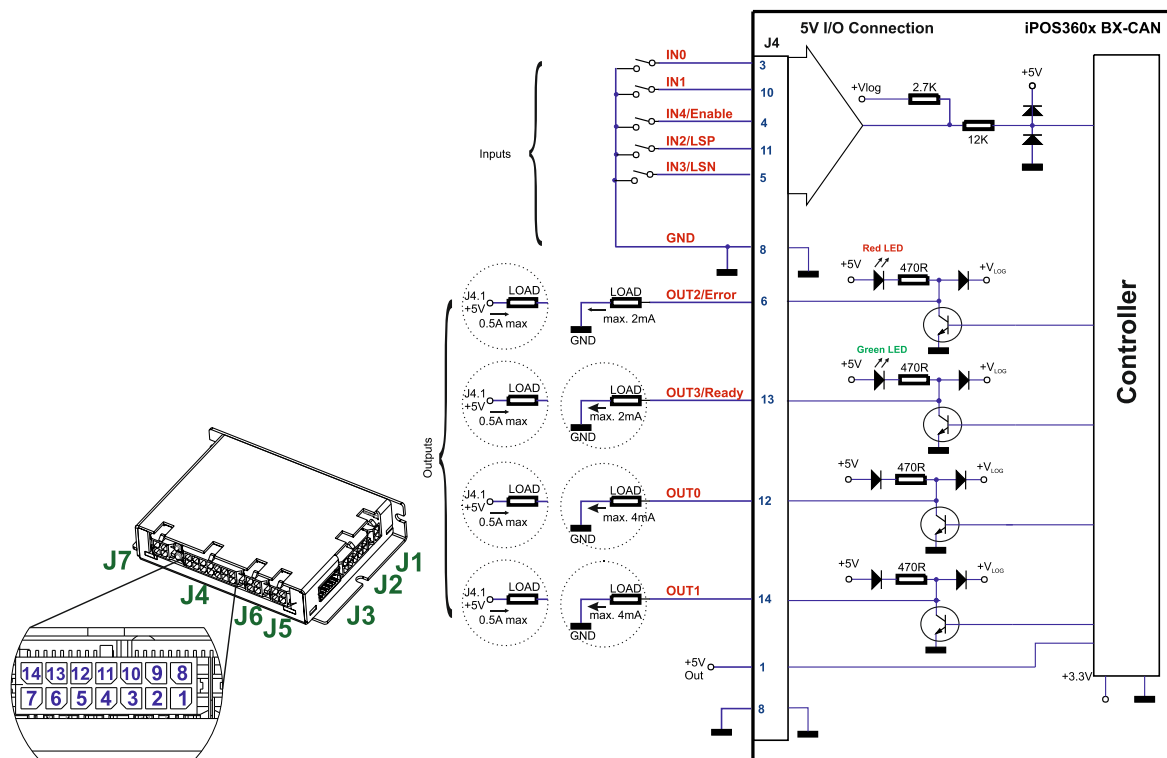 5V I/O Connection
iPOS360x BX-CAN
J4
Inputs
IN0
3
IN1
10
IN4/Enable
4
IN2/LSP
11
IN3/LSN
5
GND
8
+Vlog
2.7K
12K
+5V
Controller
Outputs
J4.1
+5V
LOAD
0.5A max
LOAD
max. 2mA
GND
OUT2/Error
6
Red LED
+5V
470R
+VLOG
J4.1
+5V
LOAD
0.5A max
LOAD
max. 2mA
GND
OUT3/Ready
13
Green LED
+5V
470R
+VLOG
J4.1
+5V
LOAD
0.5A max
LOAD
max. 4mA
GND
OUT0
12
+5V
470R
+VLOG
J4.1
+5V
LOAD
0.5A max
LOAD
max. 4mA
GND
OUT1
14
+5V
470R
+VLOG
+5V
Out
1
8
+3.3V
J7
J4
J6
J5
J3
J2
J1
14 13 12 11 10 9 8
7 6 5 4 3 2 1